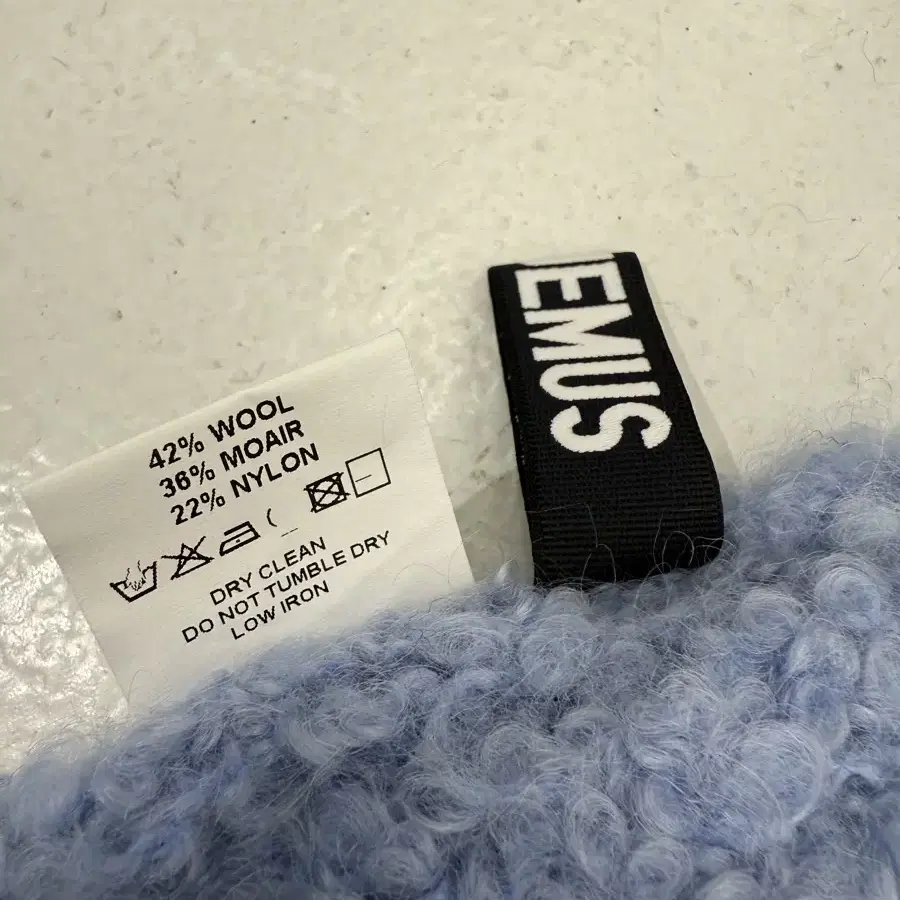 42% WOOL
36% MOAIR
22% NYLON
DRY CLEAN
DO NOT TUMBLE DRY
LOW IRON
EMUS